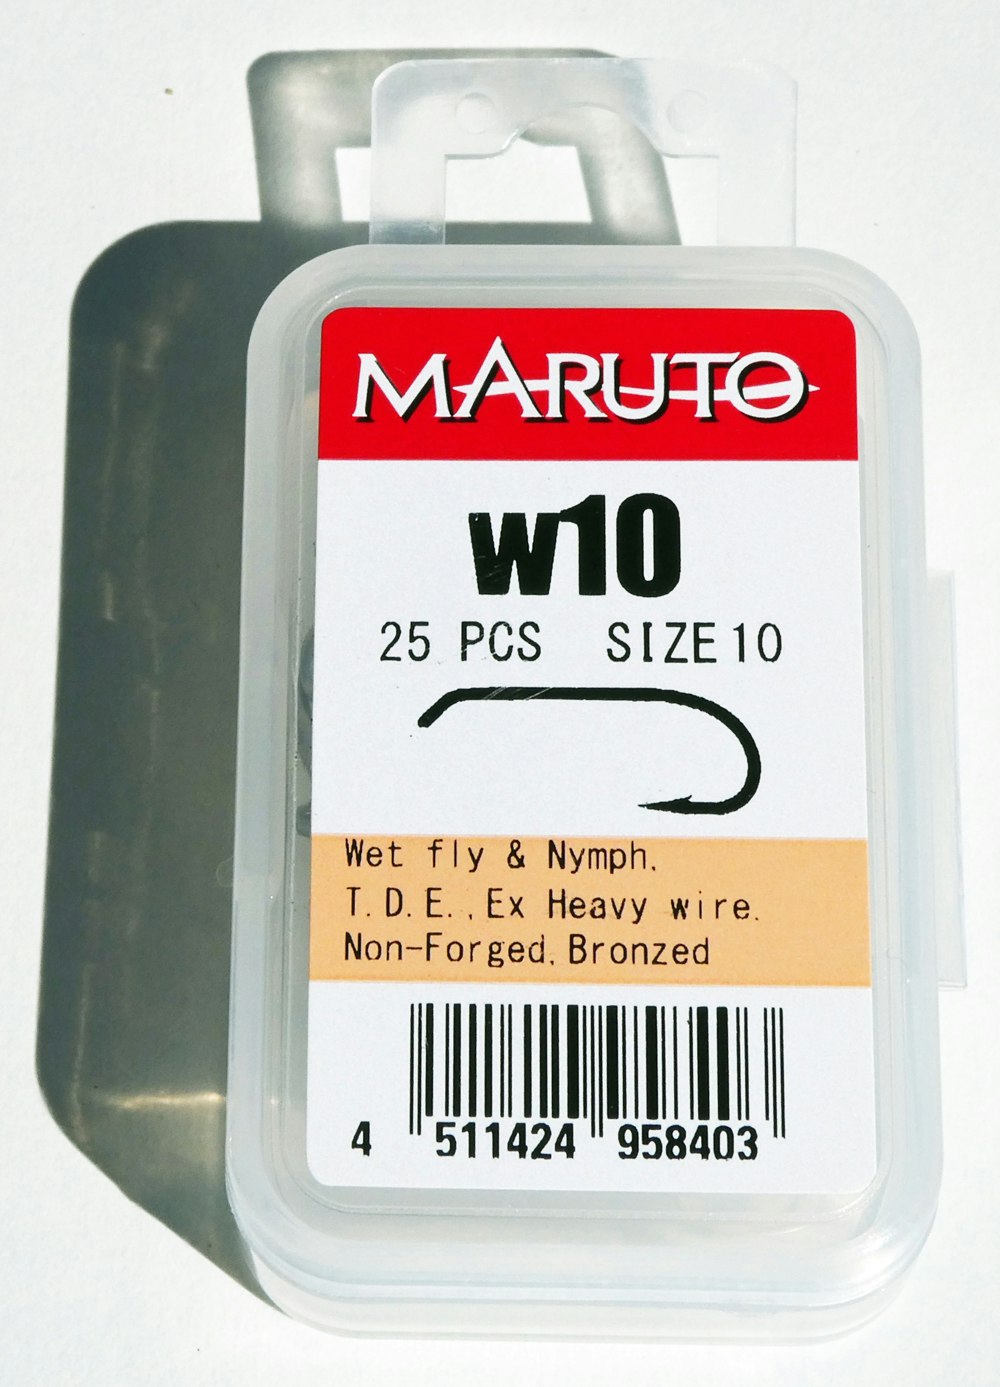 MARUTO
w10
25 PCS SIZE10
Wet fly & Nymph.
T.D.E., Ex Heavy wire.
Non-Forged. Bronzed
4 511424 958403